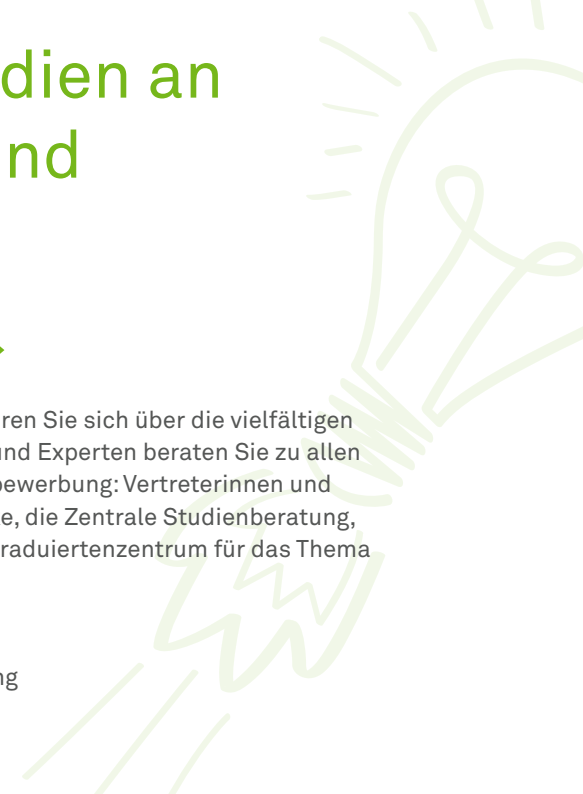 dien an
nd
ren Sie sich über die vielfältigen
und Experten beraten Sie zu allen
bewerbung: Vertreterinnen und
e, die Zentrale Studienberatung,
raduiertenzentrum für das Thema
ng